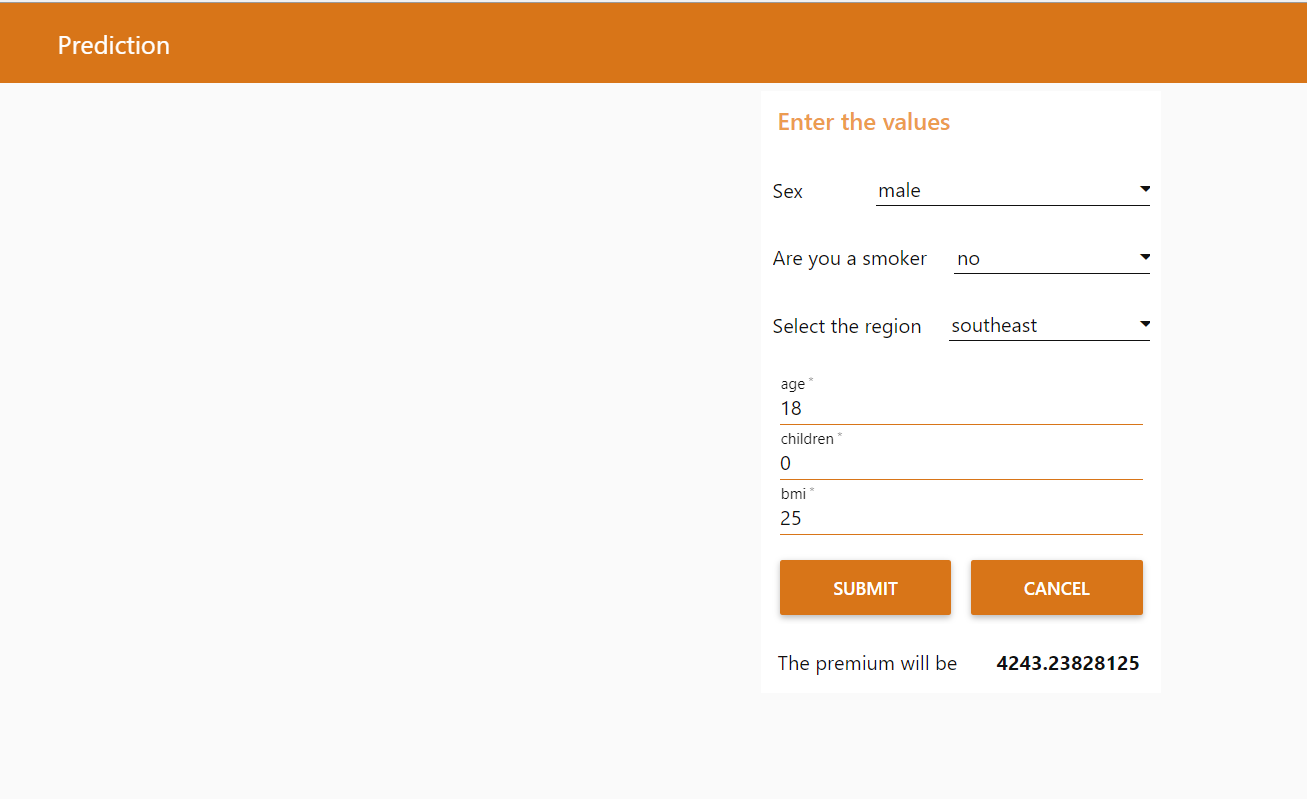 Prediction
Enter the values
Sex male
Are you a smoker no
Select the region southeast
age *
18
children *
0
bmi *
25
SUBMIT CANCEL
The premium will be 4243.23828125